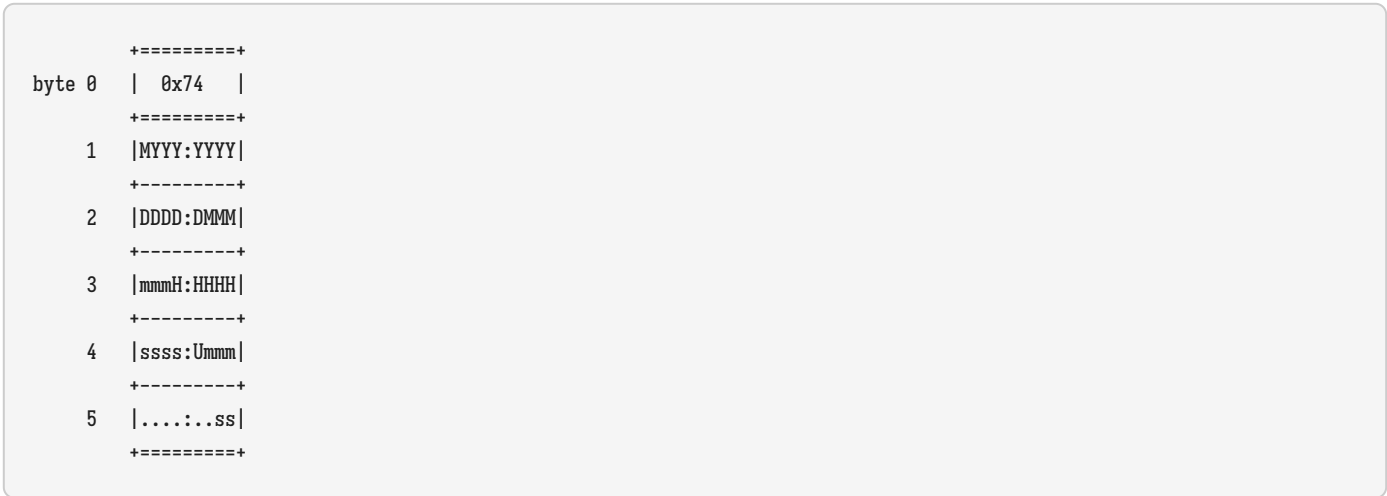 +=========+
byte 0 | 0x74 |
+=========+
1 |MYYY:YYYY|
+---------+
2 |DDDD:DMMM|
+---------+
3 |mmmH:HHHH|
+---------+
4 |ssss:Ummm|
+---------+
5 |....:..ss|
+=========+